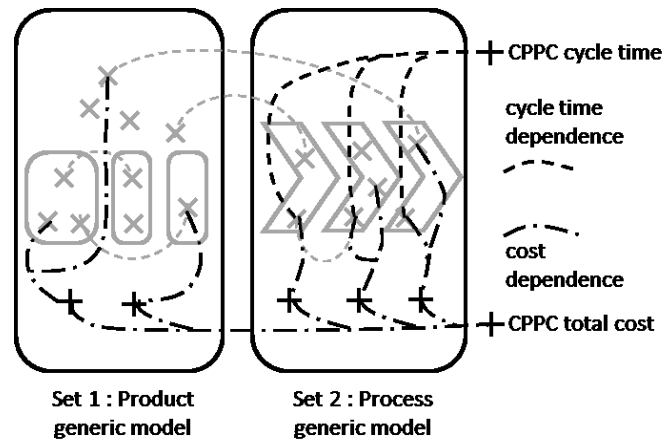 CPPC cycle time
cycle time
dependence
cost
dependence
CPPC total cost
Set 1 : Product
generic model
Set 2 : Process
generic model